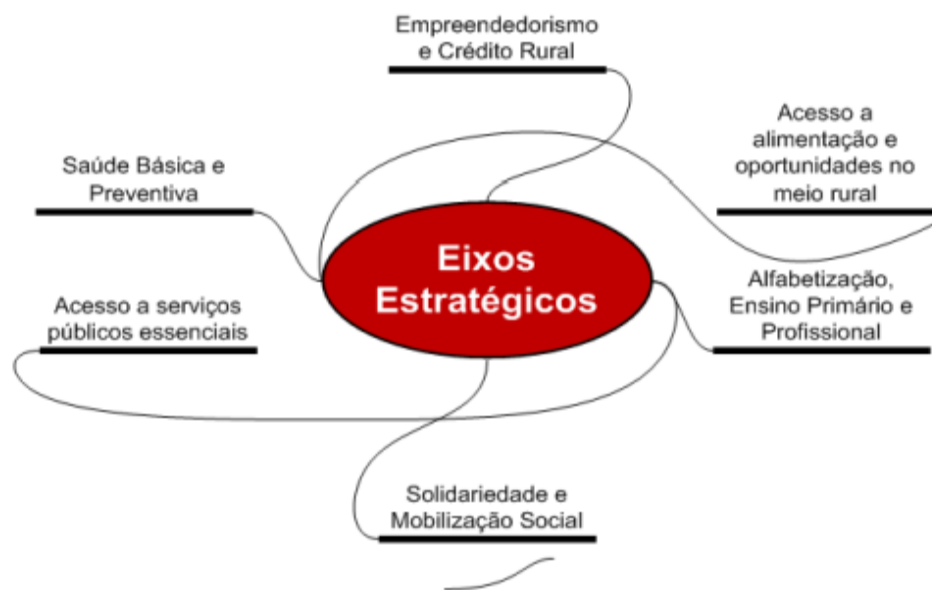 Empreendedorismo
e Crédito Rural
Acesso a
alimentação e
oportunidades no
meio rural
Saúde Básica e
Preventiva
Eixos
Estratégicos
Alfabetização,
Ensino Primário e
Profissional
Acesso a serviços
públicos essenciais
Solidariedade e
Mobilização Social